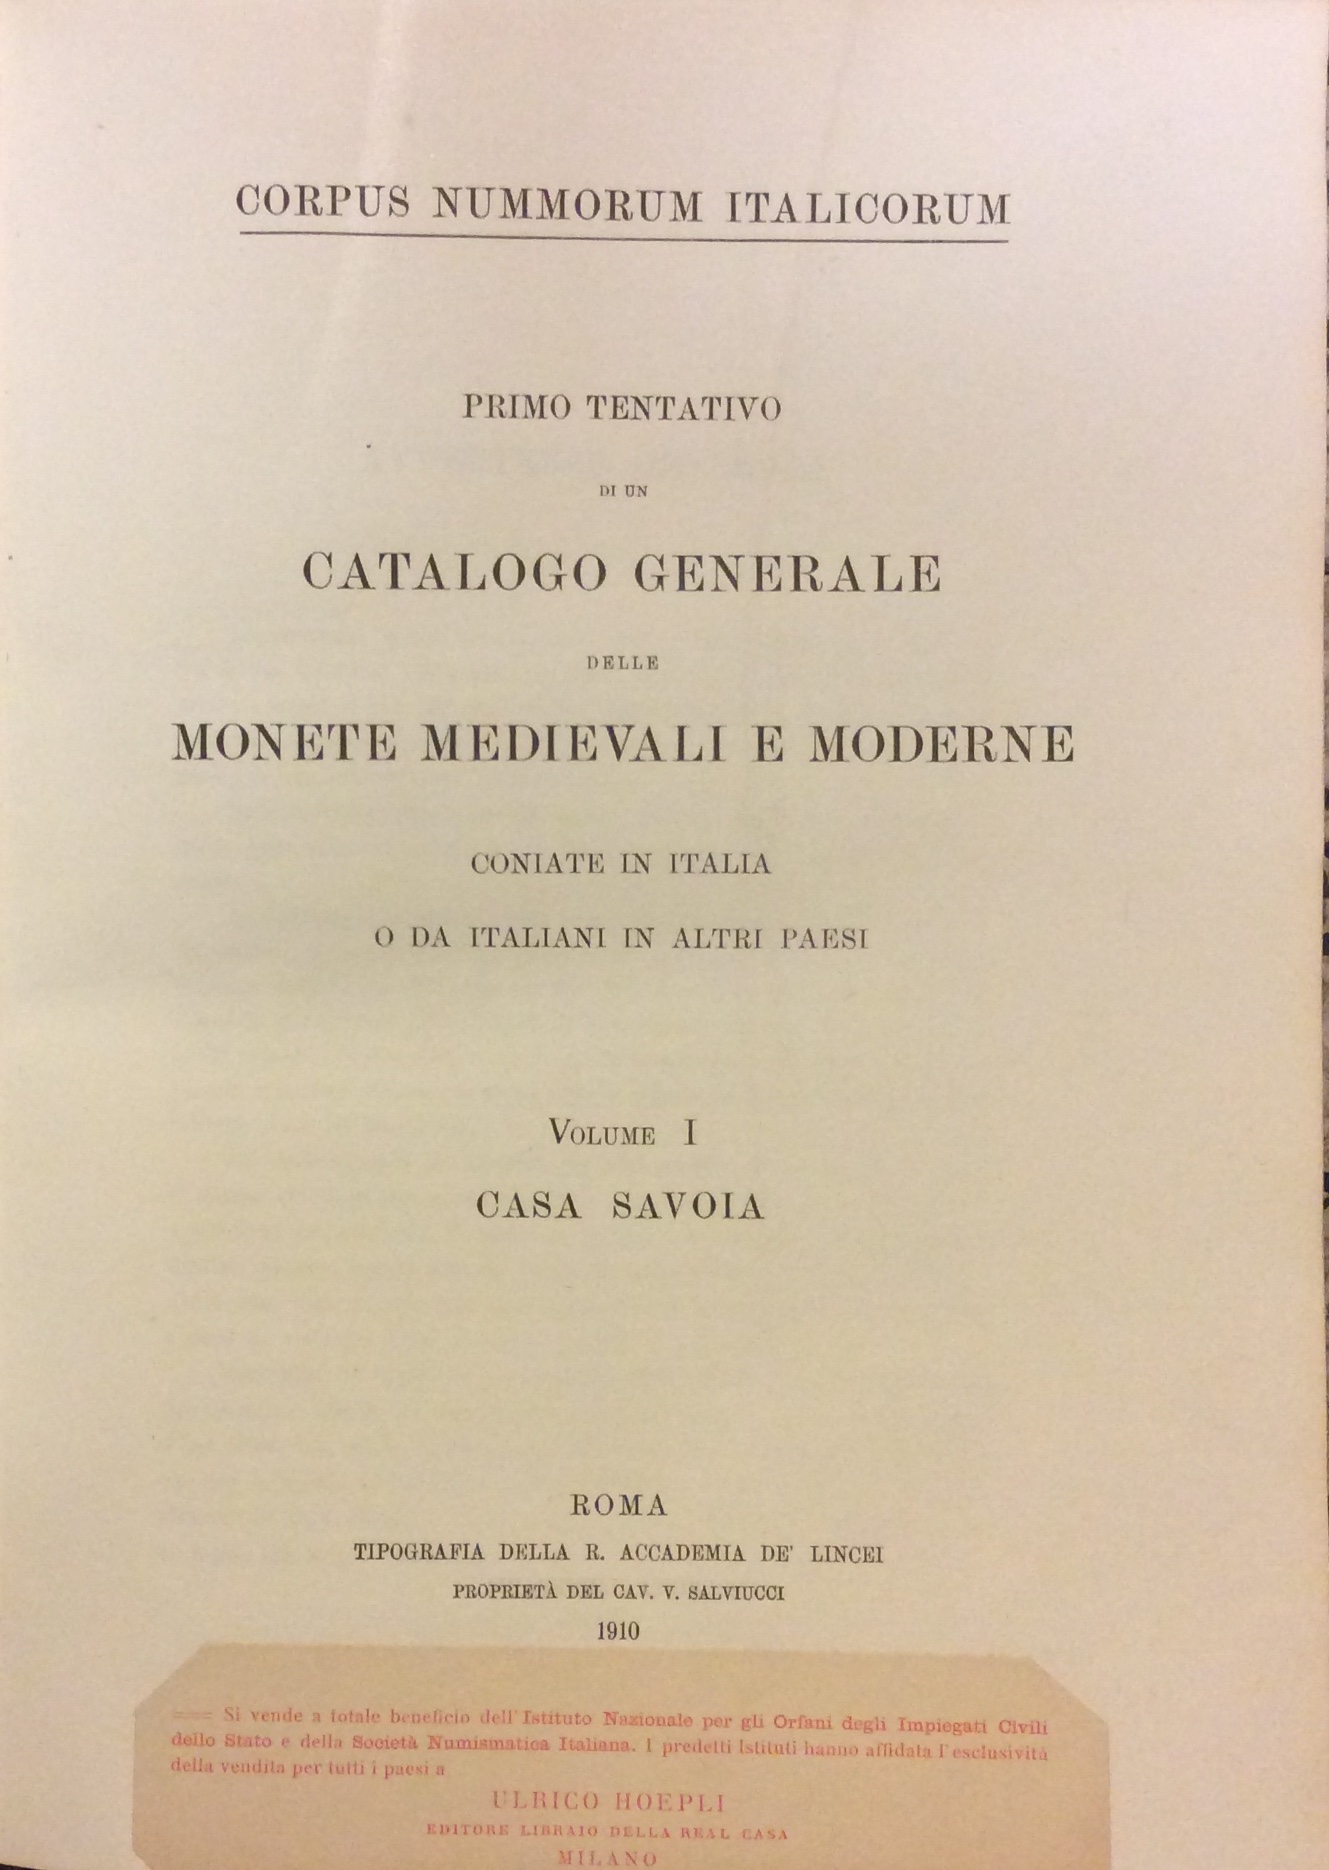 CORPUS NUMMORUM ITALICORUM
PRIMO TENTATIVO
DI UN
CATALOGO GENERALE
DELLE
MONETE MEDIEVALI E MODERNE
CONIATE IN ITALIA
O DA ITALIANI IN ALTRI PAESI
VOLUME I
CASA SAVOIA
ROMA
TIPOGRAFIA DELLA R. ACCADEMIA DE' LINCEI
PROPRIETÀ DEL CAV. V. SALVIUCCI
1910
Si vende a totale beneficio dell'Istituto Nazionale per gli Orfani degli Impiegati Civili
dello Stato e della Società Numismatica Italiana. I predetti Istituti hanno affidata l'esclusività
della vendita per tutti i paesi a
ULRICO HOEPLI
EDITORE LIBRAIO DELLA REAL CASA
MILANO